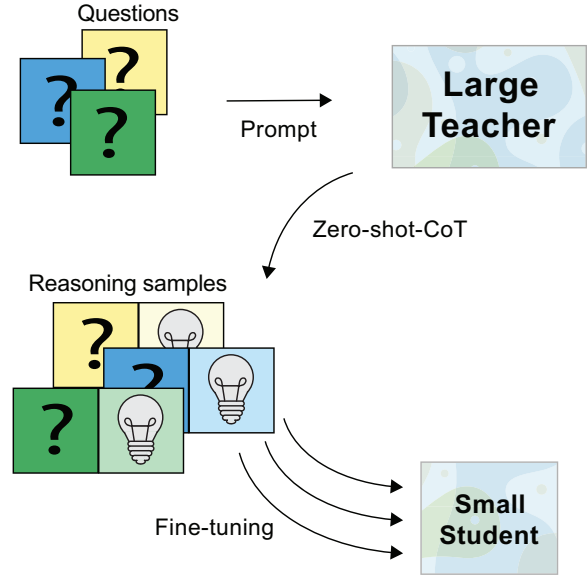 Questions
?
?
?
Prompt
Large
Teacher
Zero-shot-CoT
Reasoning samples
?
?
?
Fine-tuning
Small
Student